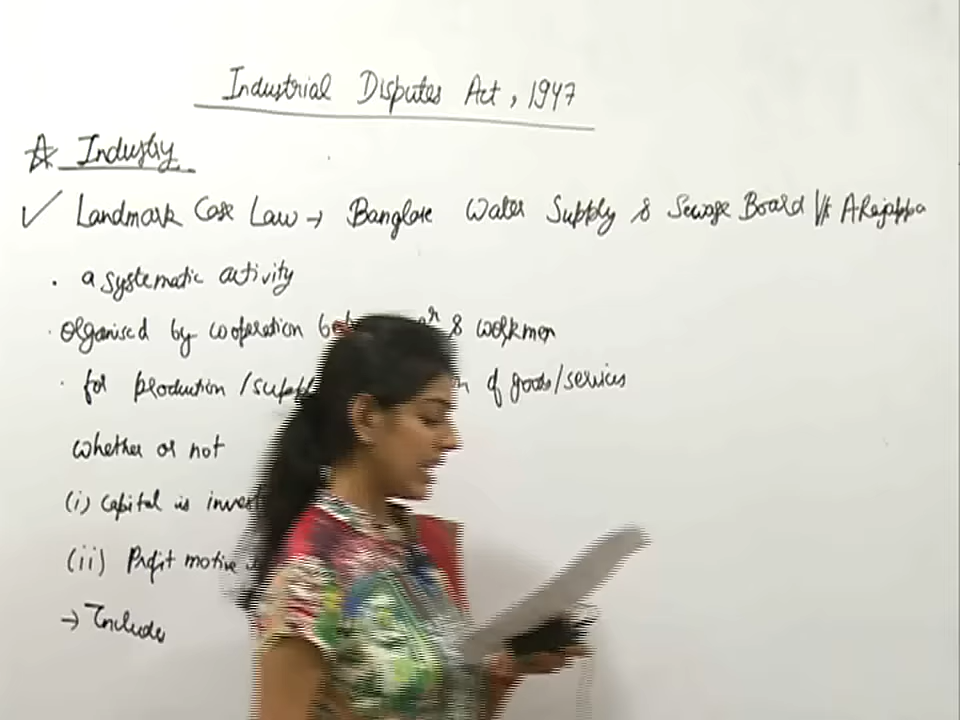 Industrial Disputes Act, 1947
☆ Industry
✓ Landmark Case Law → Banglore Water Supply & Sewage Board V/s A Rajappa
• a systematic activity
• Organised by cooperation & workmen
• for production / of goods/services
Whether or not
(i) Capital is
(ii) Profit motive
→ Include